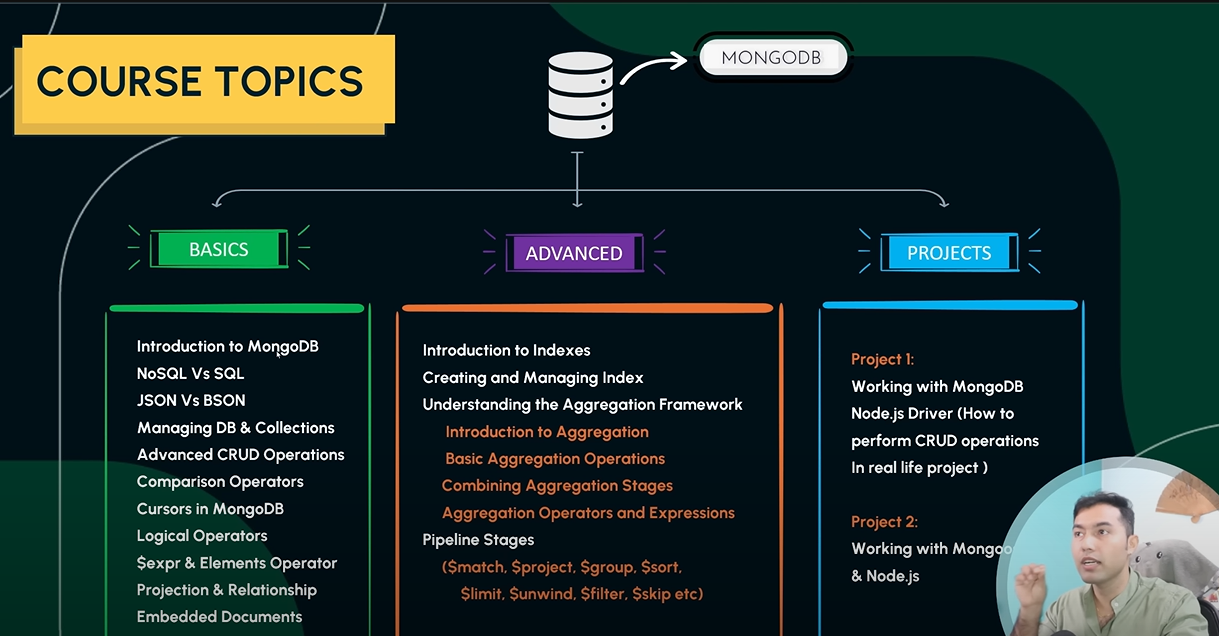 COURSE TOPICS
MONGODB
BASICS
Introduction to MongoDB
NoSQL Vs SQL
JSON Vs BSON
Managing DB & Collections
Advanced CRUD Operations
Comparison Operators
Cursors in MongoDB
Logical Operators
$expr & Elements Operator
Projection & Relationship
Embedded Documents
ADVANCED
Introduction to Indexes
Creating and Managing Index
Understanding the Aggregation Framework
Introduction to Aggregation
Basic Aggregation Operations
Combining Aggregation Stages
Aggregation Operators and Expressions
Pipeline Stages
($match, $project, $group, $sort,
$limit, $unwind, $filter, $skip etc)
PROJECTS
Project 1:
Working with MongoDB
Node.js Driver (How to
perform CRUD operations
In real life project )
Project 2:
Working with
& Node.js